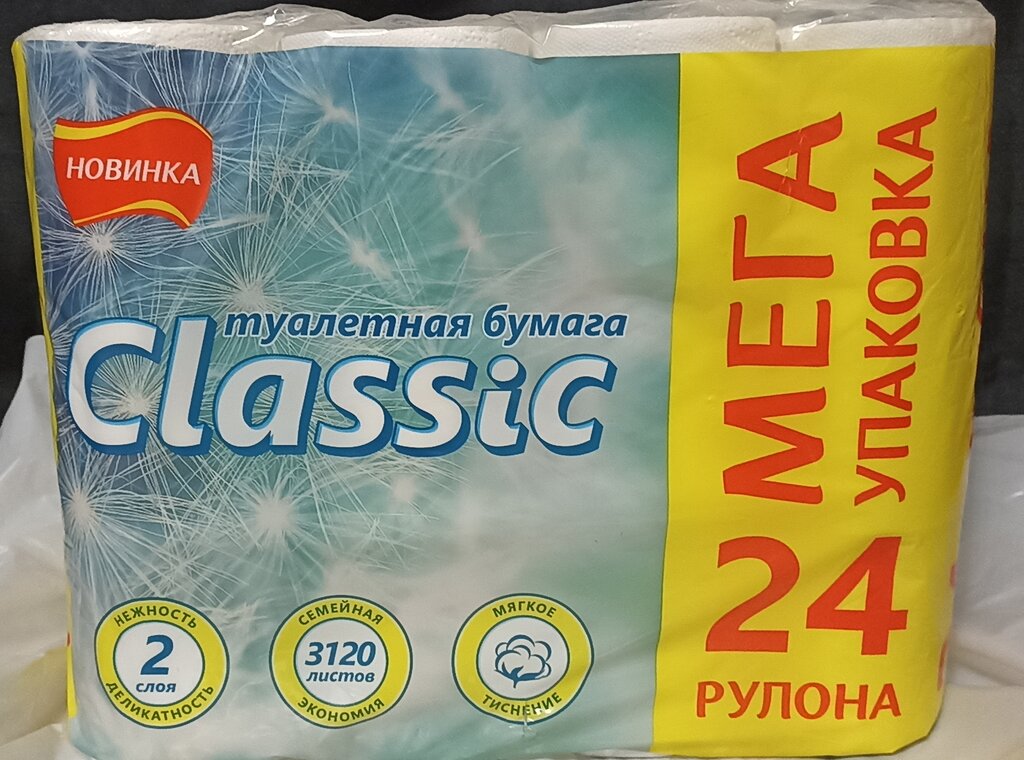 НОВИНКА
туалетная бумага
Classic
НЕЖНОСТЬ
2
слоя
ДЕЛИКАТНОСТЬ
СЕМЕЙНАЯ
3120
листов
ЭКОНОМИЯ
МЯГКОЕ
ТИСНЕНИЕ
МЕГА
УПАКОВКА
24
РУЛОНА